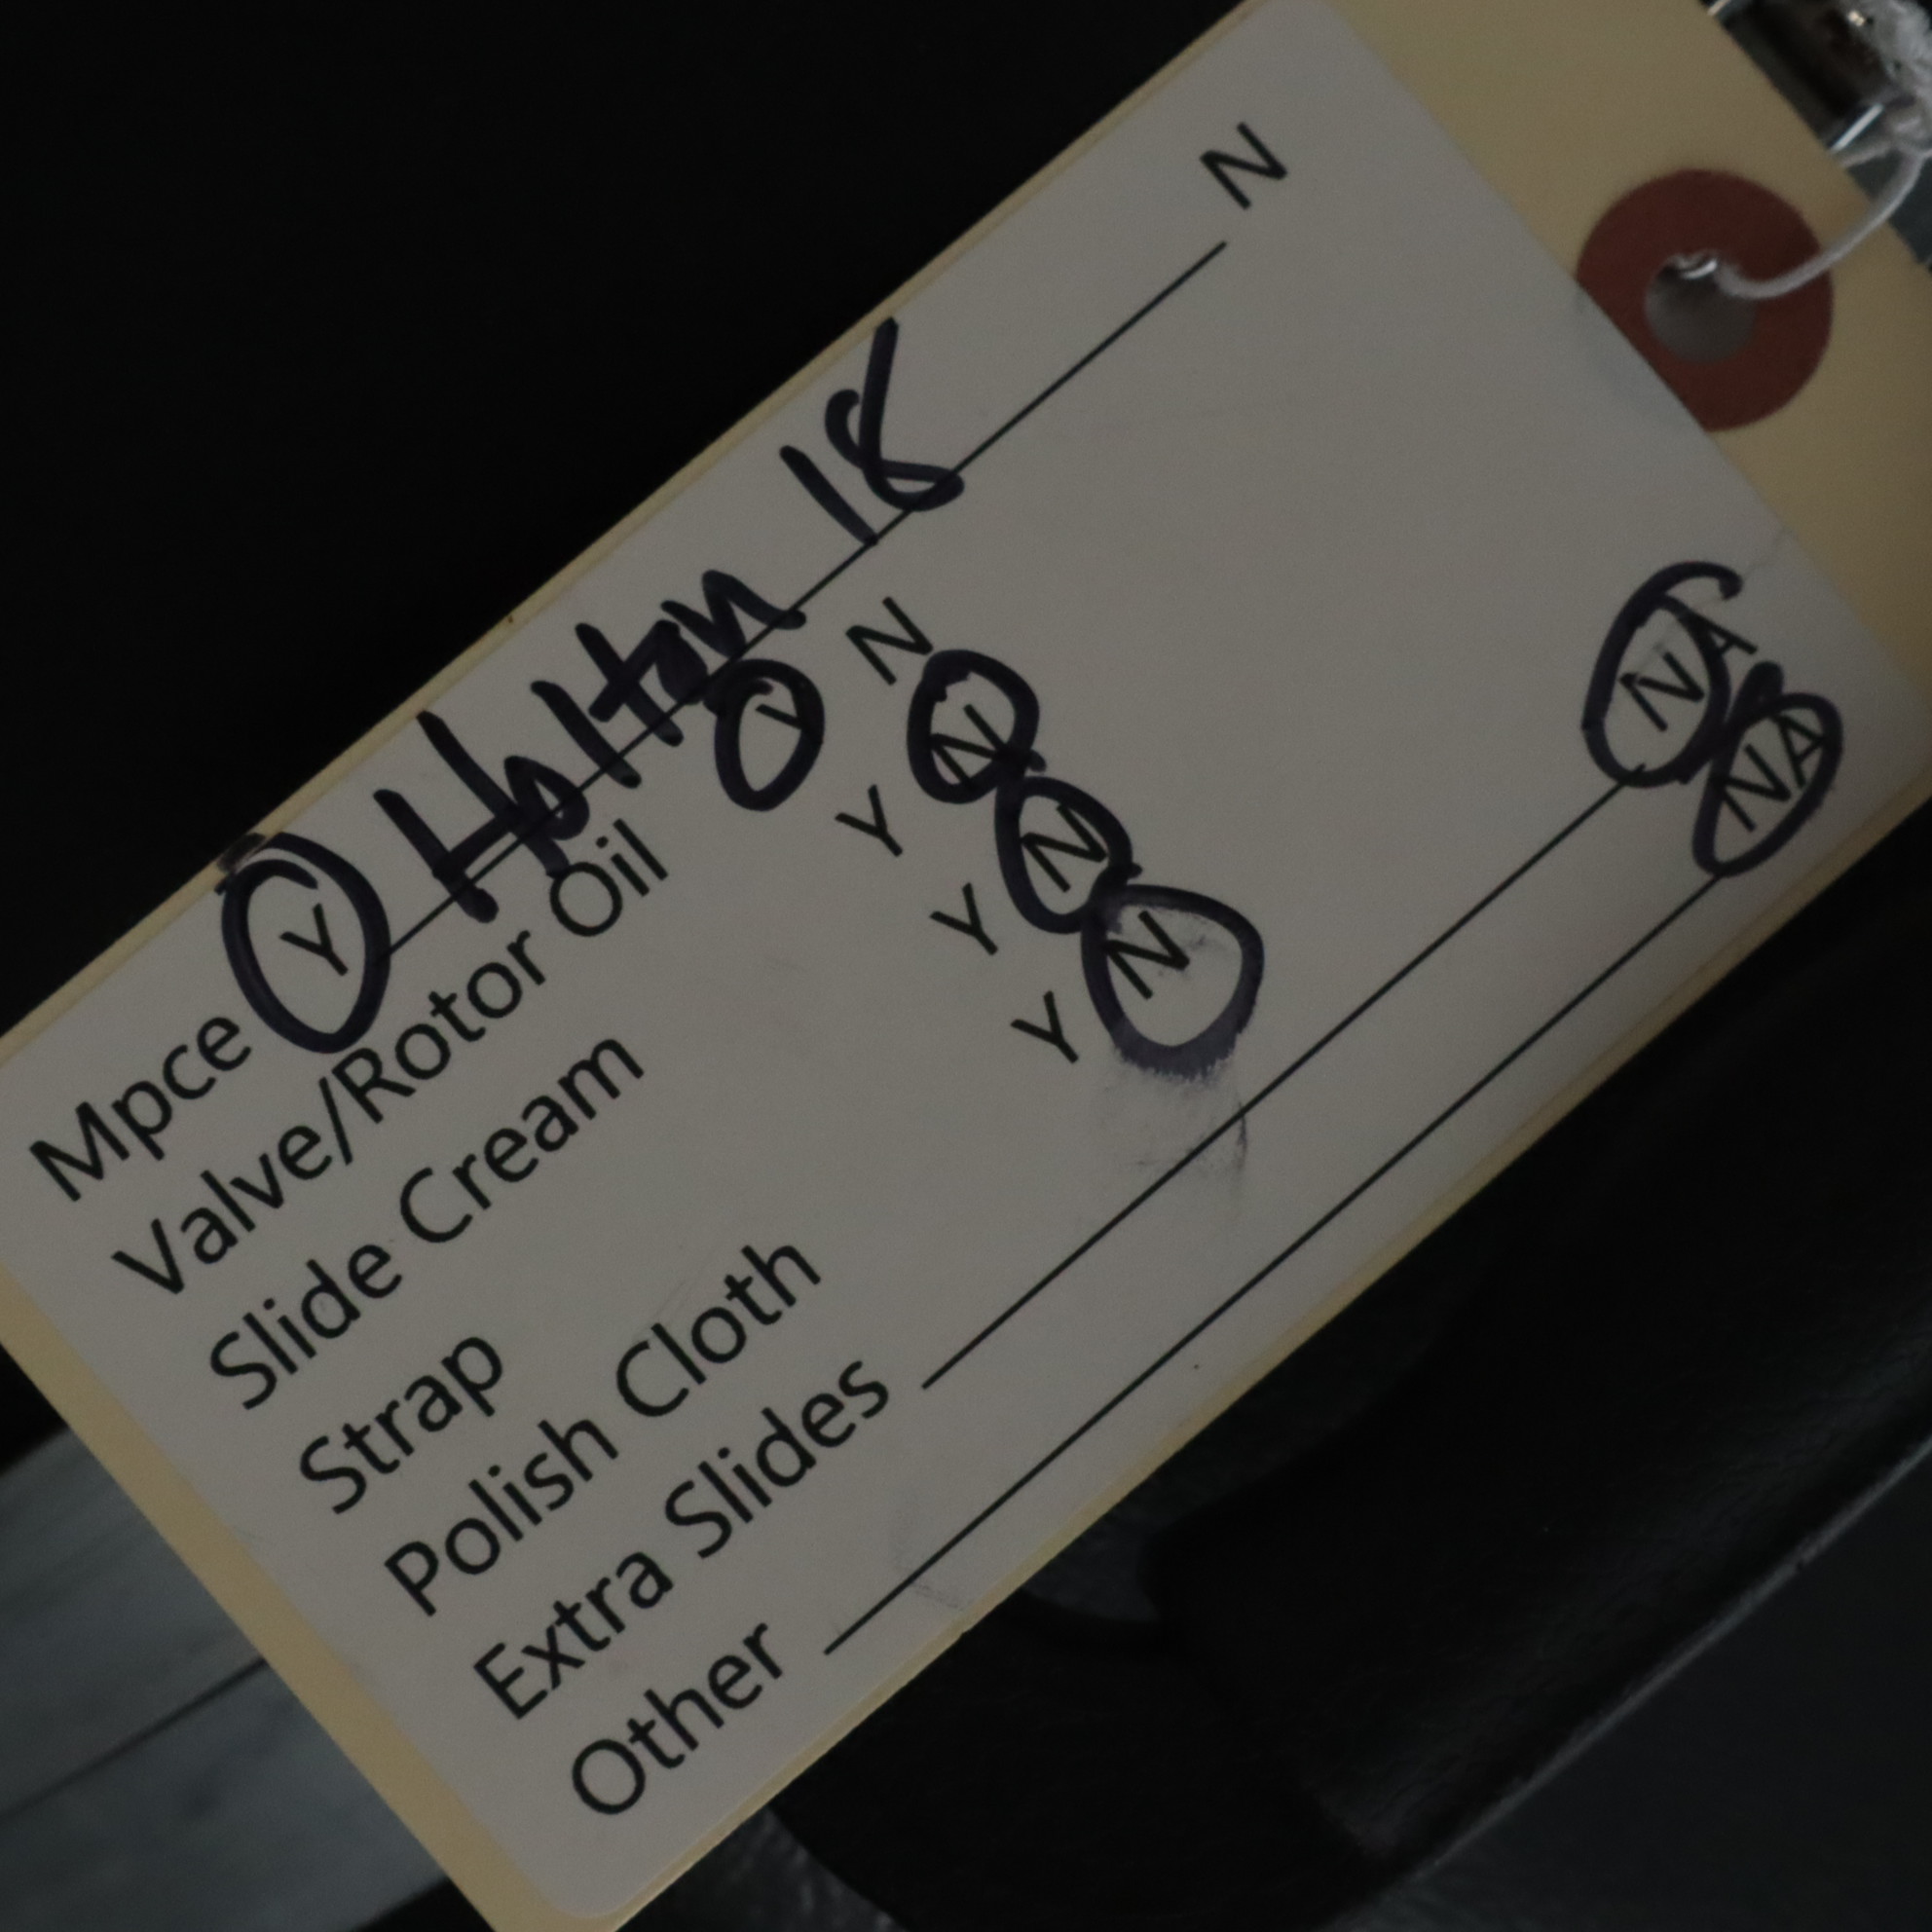 Mpce Y Holton 18 N
Valve/Rotor Oil Y N
Slide Cream Y N
Strap Y N
Polish Cloth Y N
Extra Slides NA
Other NA